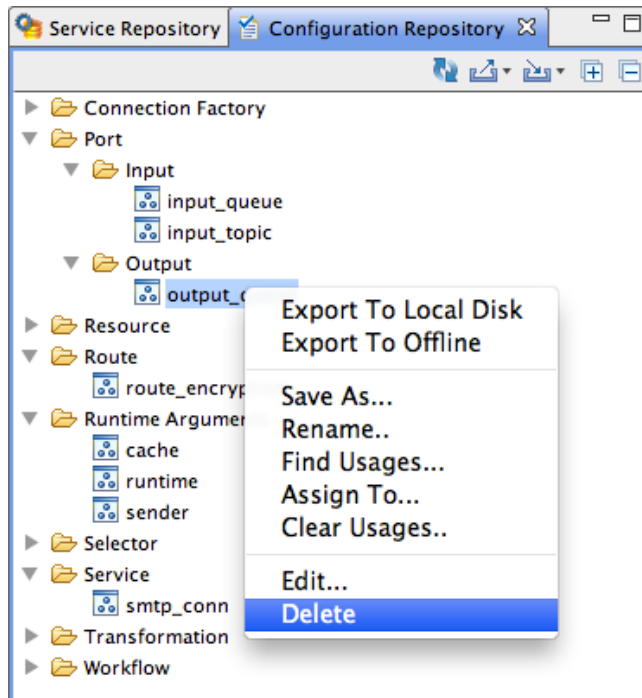 Service Repository
Configuration Repository
Connection Factory
Port
Input
input_queue
input_topic
Output
Resource
Route
Runtime
cache
runtime
sender
Selector
Service
smtp_conn
Transformation
Workflow
Export To Local Disk
Export To Offline
Save As...
Rename..
Find Usages...
Assign To...
Clear Usages..
Edit...
Delete